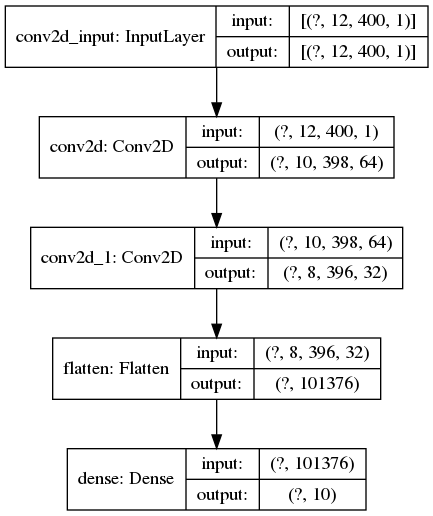 conv2d_input: InputLayer
input:
[(?, 12, 400, 1)]
output:
[(?, 12, 400, 1)]
conv2d: Conv2D
input:
(?, 12, 400, 1)
output:
(?, 10, 398, 64)
conv2d_1: Conv2D
input:
(?, 10, 398, 64)
output:
(?, 8, 396, 32)
flatten: Flatten
input:
(?, 8, 396, 32)
output:
(?, 101376)
dense: Dense
input:
(?, 101376)
output:
(?, 10)